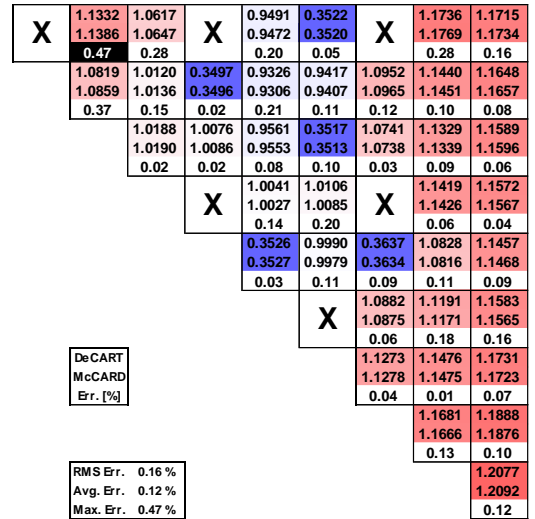 1.1332 1.0617 0.9491 0.3522 1.1736 1.1715
X 1.1386 1.0647 X 0.9472 0.3520 X 1.1769 1.1734
0.47 0.28 0.20 0.05 0.28 0.16
1.0819 1.0120 0.3497 0.9326 0.9417 1.0952 1.1440 1.1648
1.0859 1.0136 0.3496 0.9306 0.9407 1.0965 1.1451 1.1657
0.37 0.15 0.02 0.21 0.11 0.12 0.10 0.08
1.0188 1.0076 0.9561 0.3517 1.0741 1.1329 1.1589
1.0190 1.0086 0.9553 0.3513 1.0738 1.1339 1.1596
0.02 0.02 0.08 0.10 0.03 0.09 0.06
1.0041 1.0106 1.1419 1.1572
X 1.0027 1.0085 X 1.1426 1.1567
0.14 0.20 0.06 0.04
0.3526 0.9990 0.3637 1.0828 1.1457
0.3527 0.9979 0.3634 1.0816 1.1468
0.03 0.11 0.09 0.11 0.09
1.0882 1.1191 1.1583
X 1.0875 1.1171 1.1565
0.06 0.18 0.16
DeCART 1.1273 1.1476 1.1731
McCARD 1.1278 1.1475 1.1723
Err. [%] 0.04 0.01 0.07
1.1681 1.1888
1.1666 1.1876
0.13 0.10
RMS Err. 0.16 % 1.2077
Avg. Err. 0.12 % 1.2092
Max. Err. 0.47 % 0.12